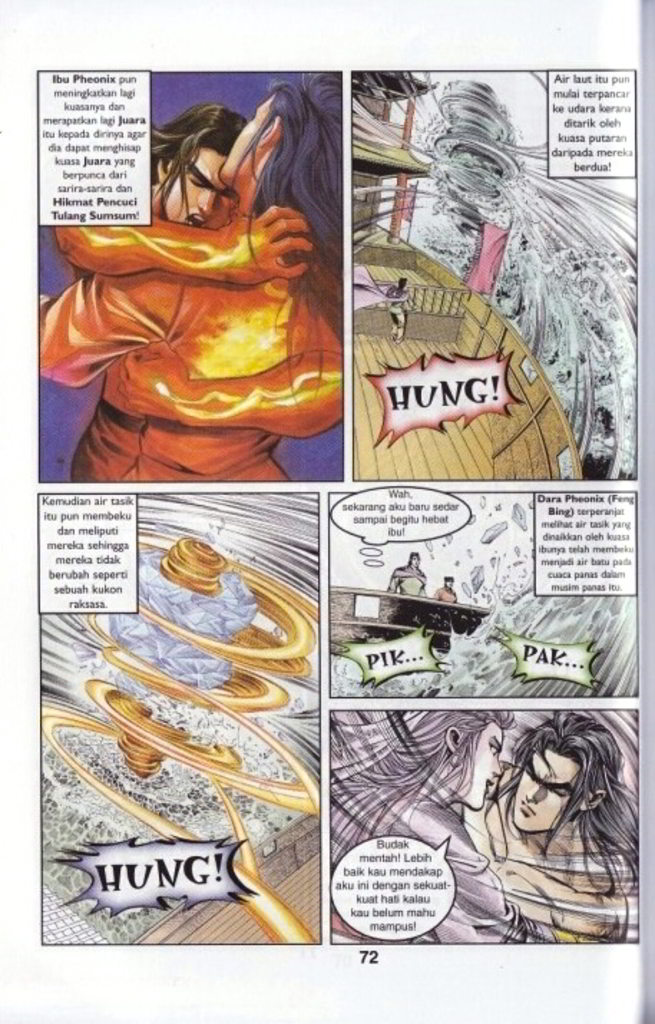 Ibu Pheonix pun
meningkatkan lagi
kuasanya dan
merapatkan lagi Juara
itu kepada dirinya agar
dia dapat menghisap
kuasa Juara yang
berpunca dari
sarira-sarira dan
Hikmat Pencuci
Tulang Sumsum!
Air laut itu pun
mulai terpancar
ke udara kerana
ditarik oleh
kuasa putaran
daripada mereka
berdua!
HUNG!
Kemudian air tasik
itu pun membeku
dan meliputi
mereka sehingga
mereka tidak
berubah seperti
sebuah kukon
raksasa.
HUNG!
Wah,
sekarang aku baru sedar
sampai begitu hebat
ibu!
Dara Pheonix (Feng
Bing) terperanjat
melihat air tasik yang
dinaikkan oleh kuasa
ibunya telah membeku
menjadi air batu pada
cuaca panas dalam
musim panas itu.
PIK...
PAK...
Budak
mentah! Lebih
baik kau mendakap
aku ini dengan sekuat-
kuat hati kalau
kau belum mahu
mampus!
72